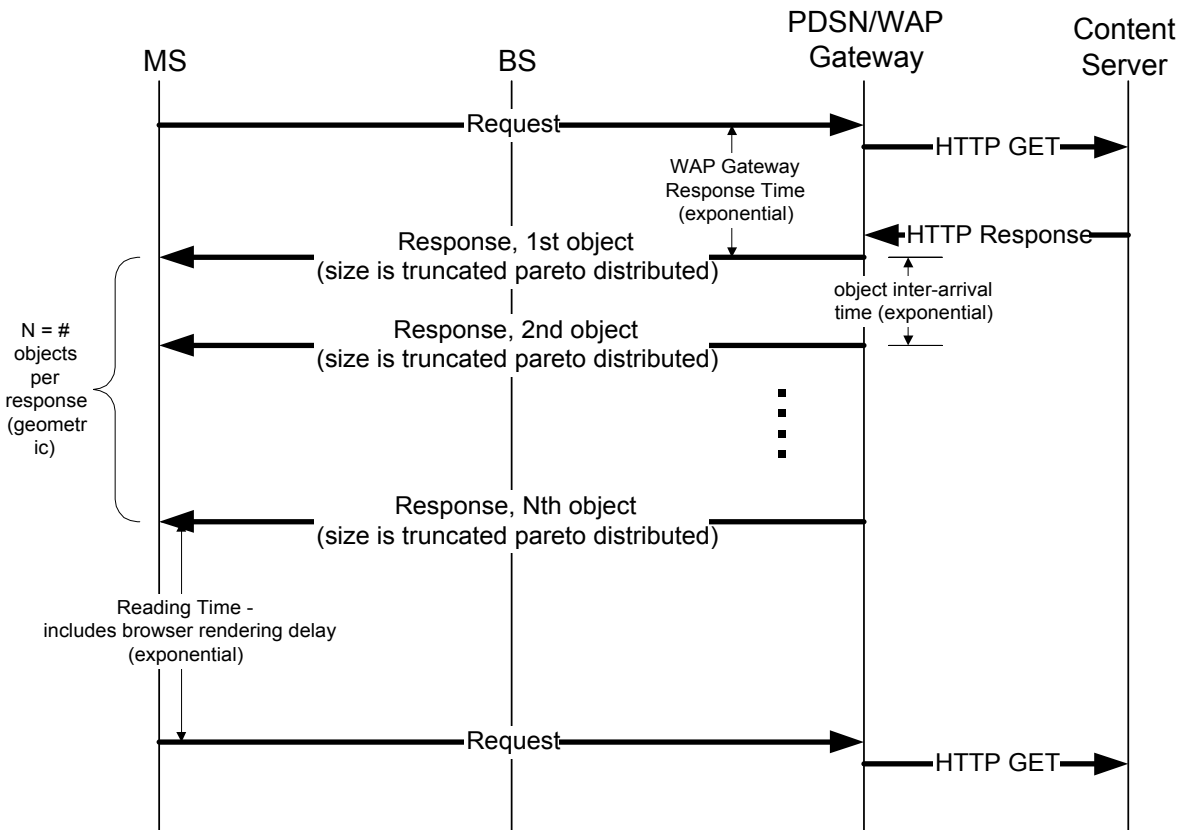 MS
BS
PDSN/WAP
Gateway
Content
Server
Request
HTTP GET
WAP Gateway
Response Time
(exponential)
HTTP Response
Response, 1st object
(size is truncated pareto distributed)
object inter-arrival
time (exponential)
Response, 2nd object
(size is truncated pareto distributed)
N = #
objects
per
response
(geometr
ic)
Response, Nth object
(size is truncated pareto distributed)
Reading Time -
includes browser rendering delay
(exponential)
Request
HTTP GET